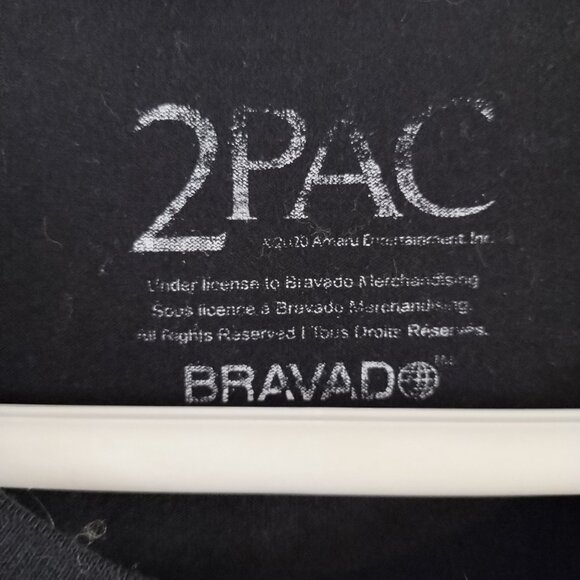 2PAC
©2020 Amaru Entertainment, Inc.
Under license to Bravado Merchandising
Sous licence a Bravado Merchandising.
All Rights Reserved | Tous Droits Réservés.
BRAVADO™